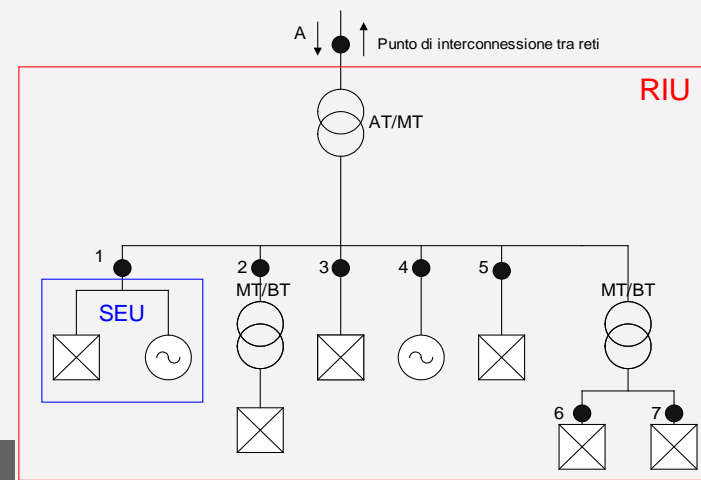 A
Punto di interconnessione tra reti
RIU
AT/MT
1
2
3
4
5
MT/BT
MT/BT
SEU
6
7